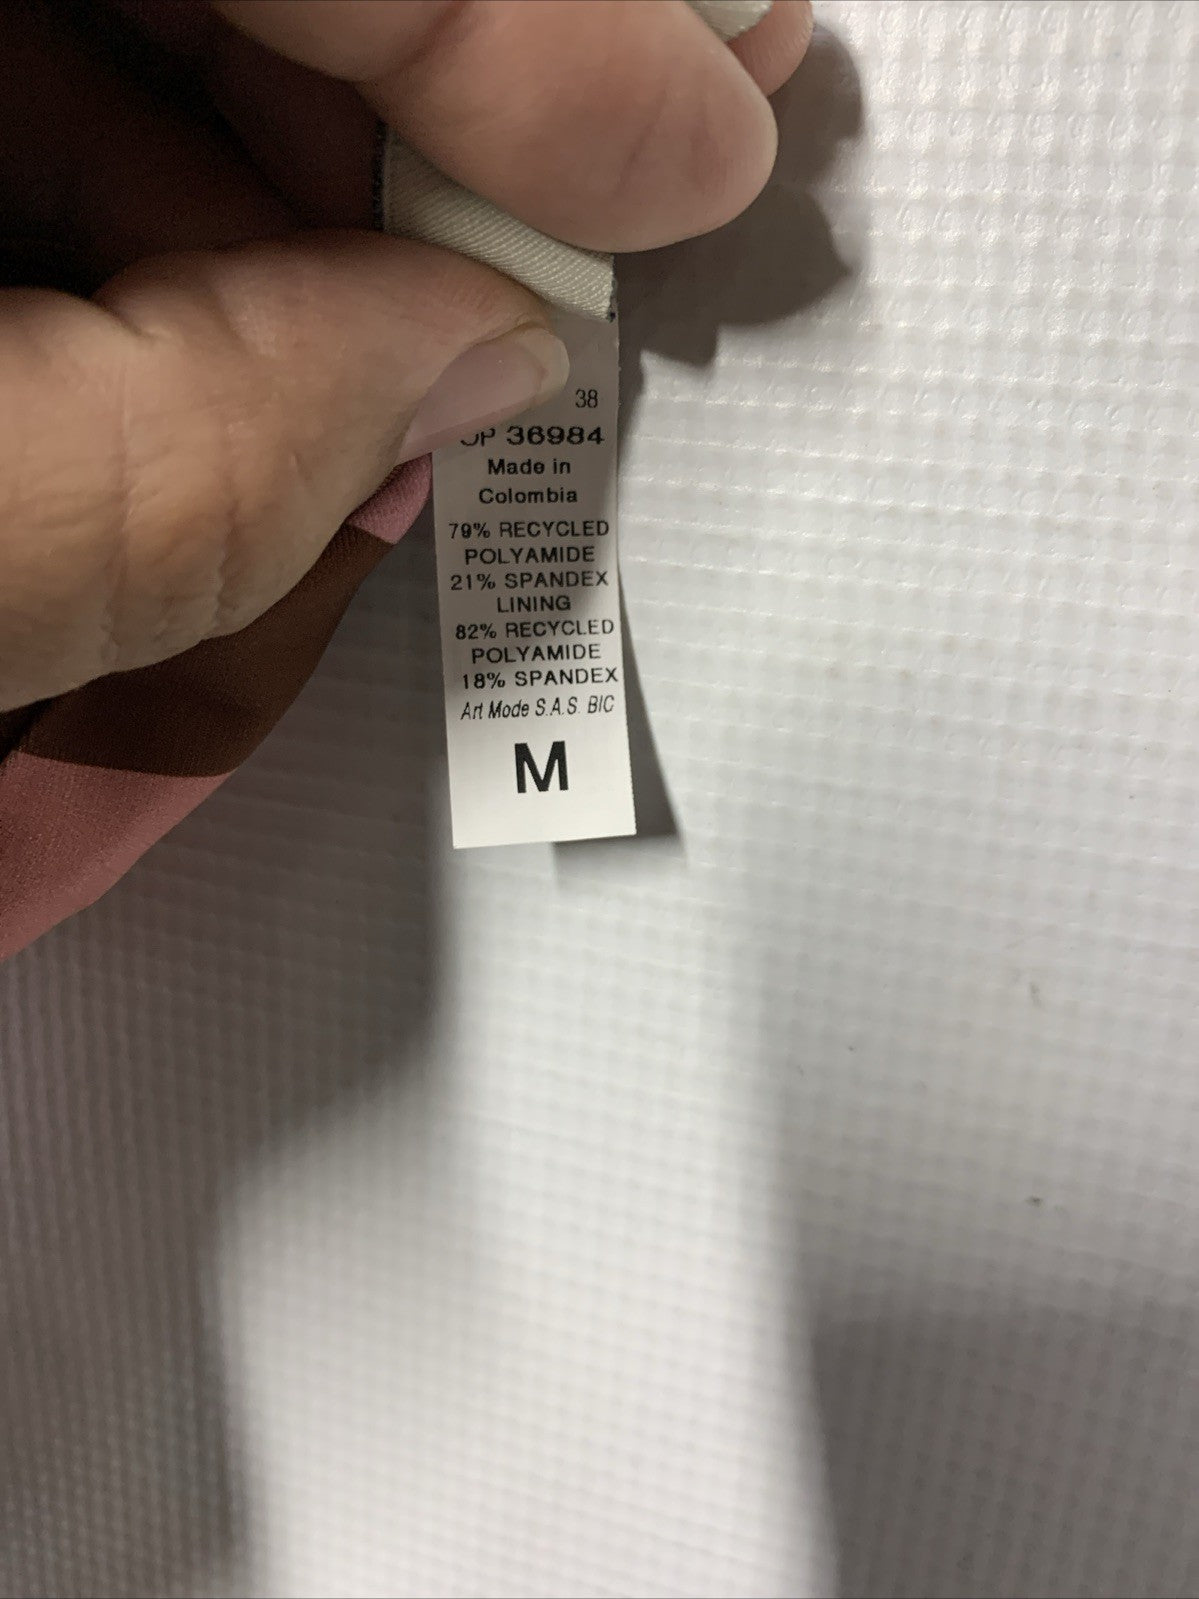 38
OP 36984
Made in
Colombia
79% RECYCLED
POLYAMIDE
21% SPANDEX
LINING
82% RECYCLED
POLYAMIDE
18% SPANDEX
Art Mode S.A.S. BIC
M